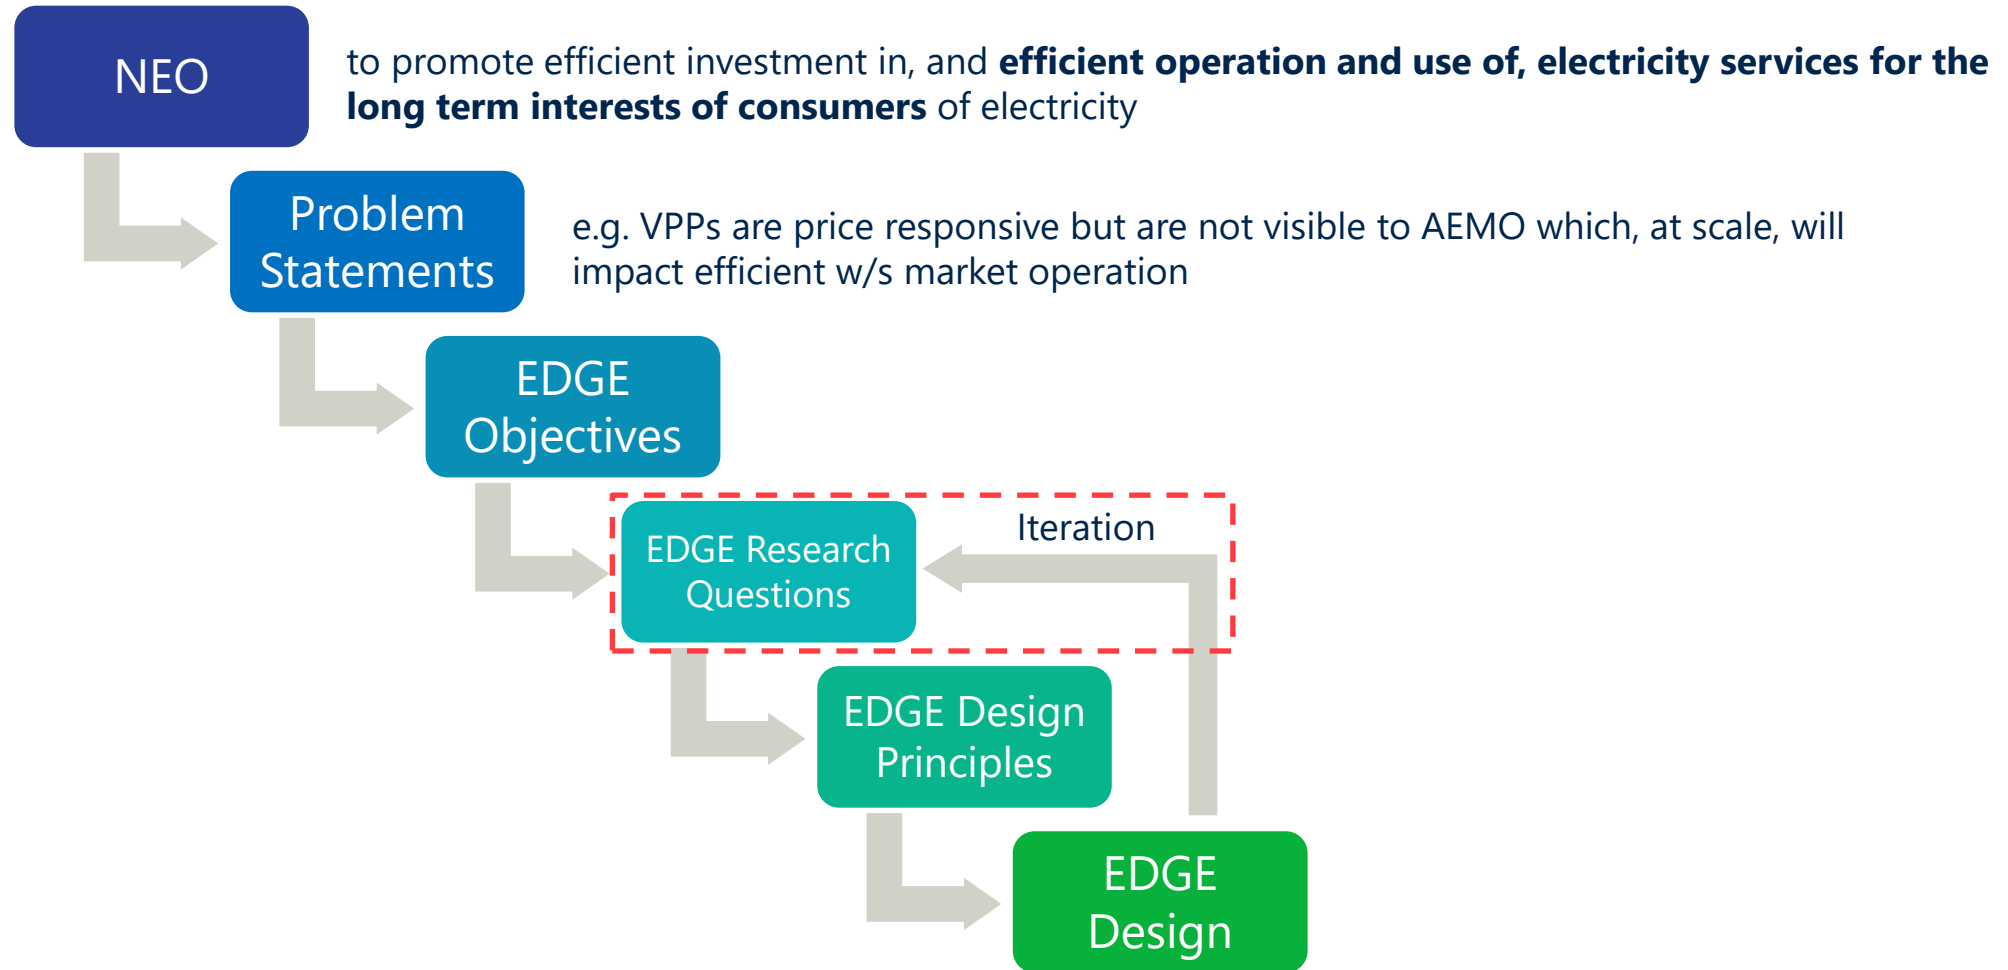 NEO
to promote efficient investment in, and efficient operation and use of, electricity services for the
long term interests of consumers of electricity
Problem
Statements
e.g. VPPs are price responsive but are not visible to AEMO which, at scale, will
impact efficient w/s market operation
EDGE
Objectives
Iteration
EDGE Research
Questions
EDGE Design
Principles
EDGE
Design